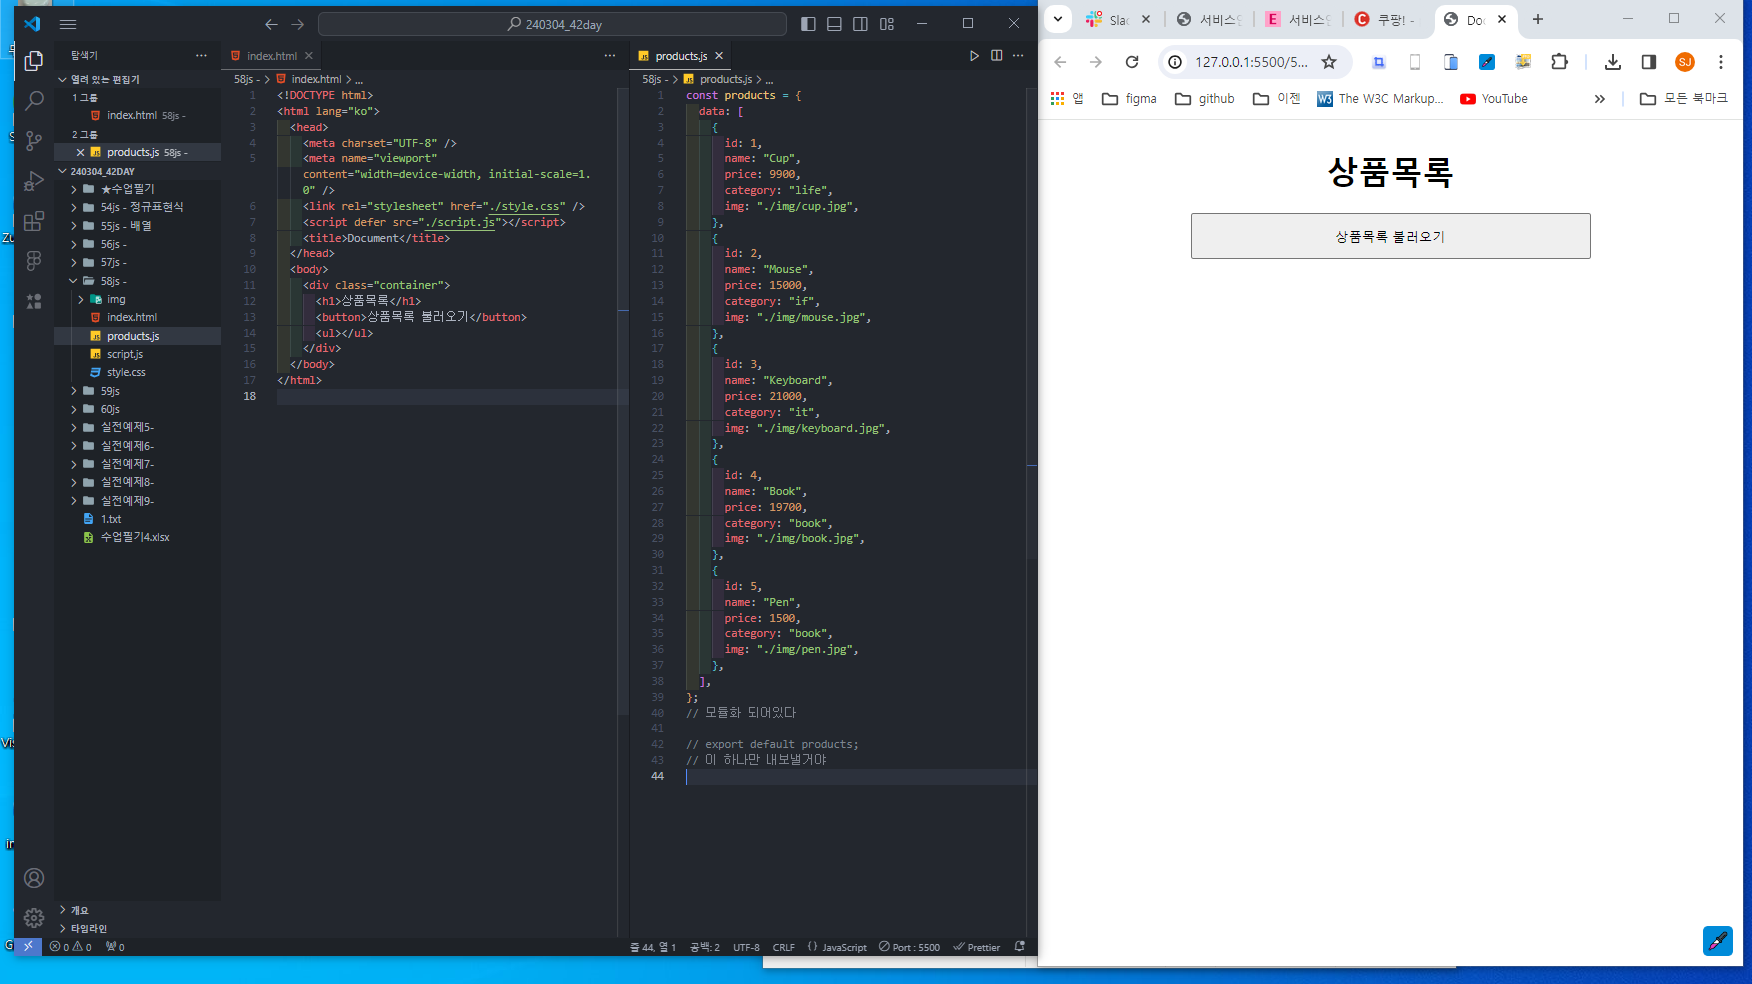 240304_42day
탐색기
열려 있는 편집기
1 그룹
index.html 58js -
2 그룹
products.js 58js -
240304_42DAY
★수업필기
54js - 정규표현식
55js - 배열
56js -
57js -
58js -
img
index.html
products.js
script.js
style.css
59js
60js
실전예제5-
실전예제6-
실전예제7-
실전예제8-
실전예제9-
1.txt
수업필기4.xlsx
개요
타임라인
index.html
58js - > index.html > ...
1 <!DOCTYPE html>
2 <html lang="ko">
3 <head>
4 <meta charset="UTF-8" />
5 <meta name="viewport"
content="width=device-width, initial-scale=1.
0" />
6 <link rel="stylesheet" href="./style.css" />
7 <script defer src="./script.js"></script>
8 <title>Document</title>
9 </head>
10 <body>
11 <div class="container">
12 <h1>상품목록</h1>
13 <button>상품목록 불러오기</button>
14 <ul></ul>
15 </div>
16 </body>
17 </html>
18
products.js
58js - > products.js > ...
1 const products = {
2 data: [
3 {
4 id: 1,
5 name: "Cup",
6 price: 9900,
7 category: "life",
8 img: "./img/cup.jpg",
9 },
10 {
11 id: 2,
12 name: "Mouse",
13 price: 15000,
14 category: "if",
15 img: "./img/mouse.jpg",
16 },
17 {
18 id: 3,
19 name: "Keyboard",
20 price: 21000,
21 category: "it",
22 img: "./img/keyboard.jpg",
23 },
24 {
25 id: 4,
26 name: "Book",
27 price: 19700,
28 category: "book",
29 img: "./img/book.jpg",
30 },
31 {
32 id: 5,
33 name: "Pen",
34 price: 1500,
35 category: "book",
36 img: "./img/pen.jpg",
37 },
38 ],
39 };
40 // 모듈화 되어있다
41
42 // export default products;
43 // 이 하나만 내보낼거야
44
0 0 0
줄 44, 열 1 공백: 2 UTF-8 CRLF {} JavaScript Port : 5500 Prettier
Slac 서비스인 서비스인 쿠팡! - Doc
127.0.0.1:5500/5... SJ
앱 figma github 이젠 The W3C Markup... YouTube » 모든 북마크
상품목록
상품목록 불러오기